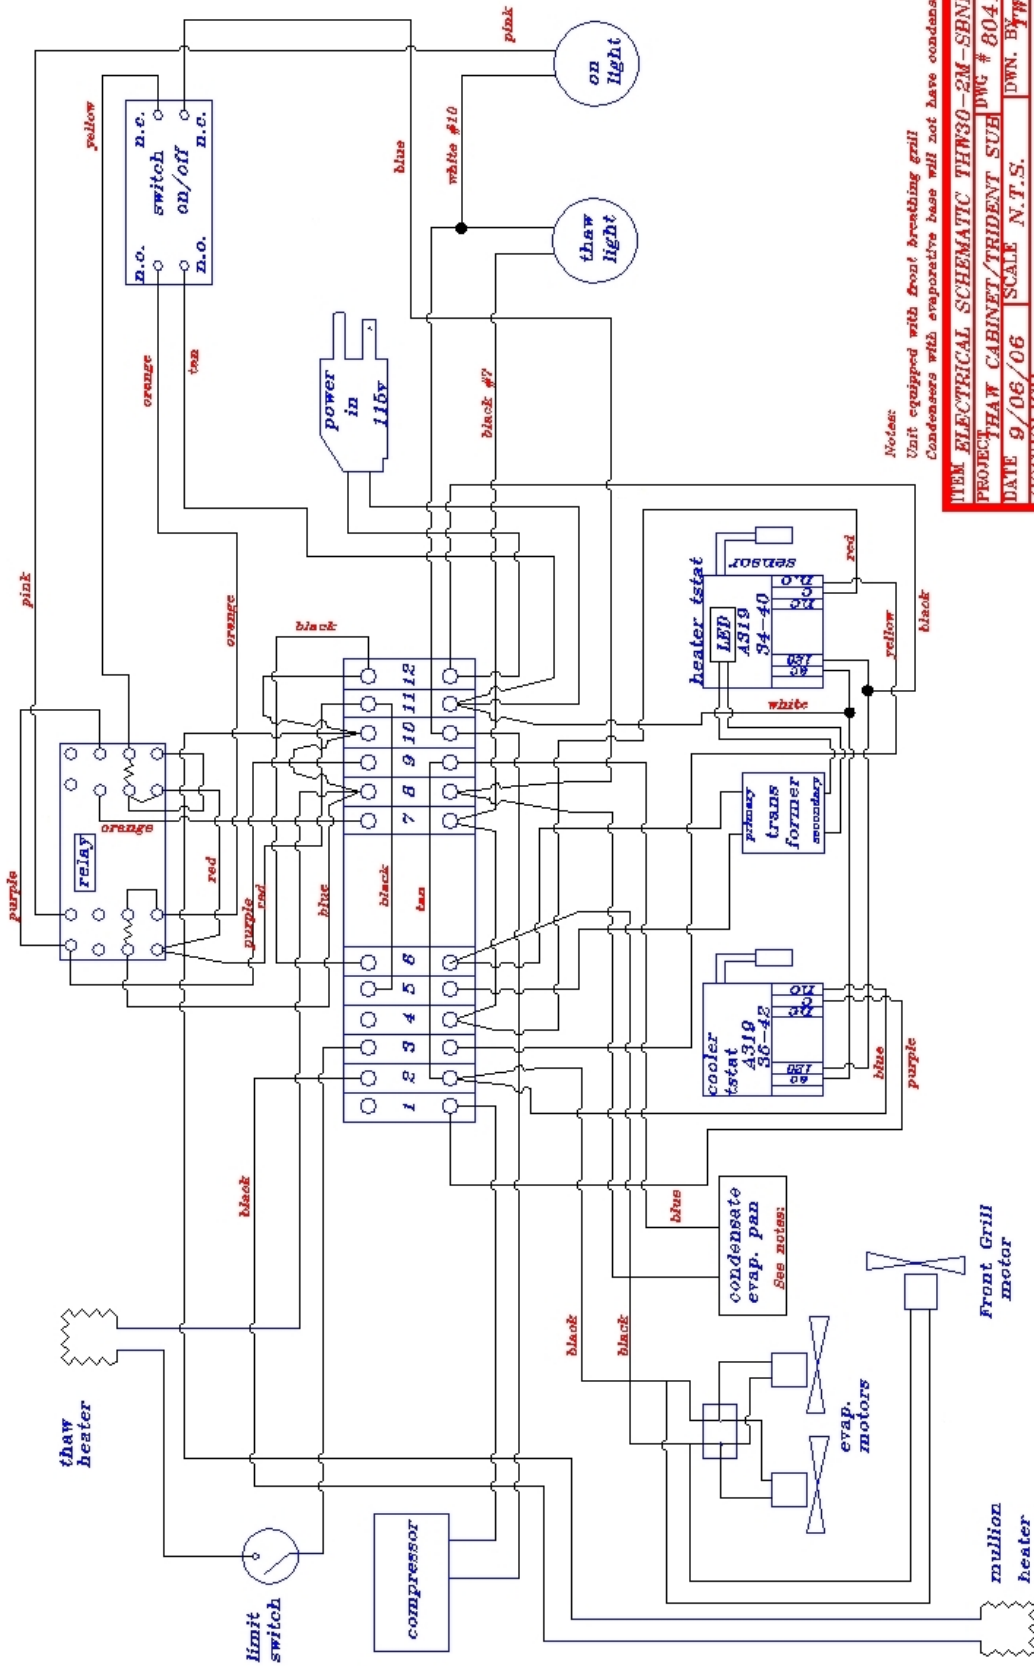 pink
yellow
n.o.
n.c.
switch
on/off
n.o.
n.c.
orange
tan
blue
pink
white #10
on
light
thaw
light
black #7
power
in
115v
purple
relay
orange
red
purple
red
blue
orange
black
black
tan
1
2
3
4
5
6
7
8
9
10
11
12
thaw
heater
limit
switch
black
compressor
mullion
heater
black
black
evap.
motors
Front Grill
motor
blue
condensate
evap. pan
See notes:
cooler
tstat
A319
35-42
120
nc
c
no
blue
purple
primary
trans
former
secondary
white
heater tstat
LED
A319
34-40
120
nc
c
n.o
sensor
red
yellow
black
Notes:
Unit equipped with front breathing grill
Condensers with evaporative base will not have condens
ITEM ELECTRICAL SCHEMATIC THW30-2M-SBN
PROJECT THAW CABINET/TRIDENT SUB DWG # 804
DATE 9/06/06 SCALE N.T.S. DWN. BY